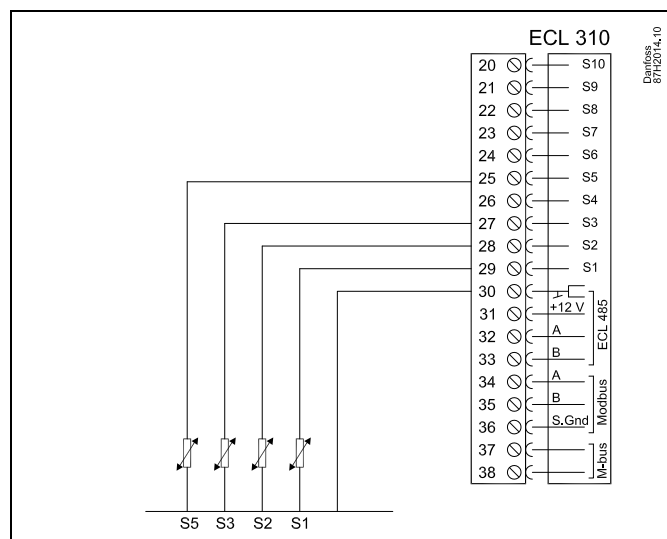 ECL 310
Danfoss
87H2014.10
20 S10
21 S9
22 S8
23 S7
24 S6
25 S5
26 S4
27 S3
28 S2
29 S1
30
31 +12 V
32 A
33 B
ECL 485
34 A
35 B
36 S.Gnd
Modbus
37
38
M-bus
S5 S3 S2 S1